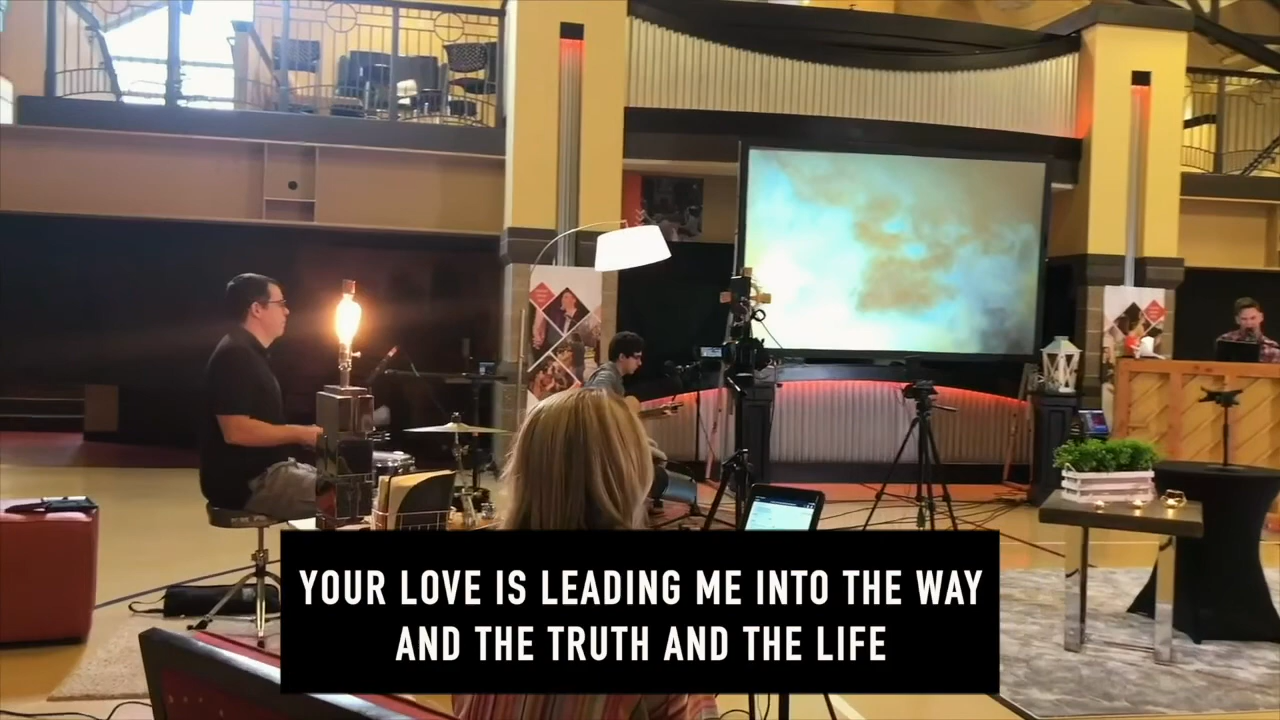 YOUR LOVE IS LEADING ME INTO THE WAY
AND THE TRUTH AND THE LIFE